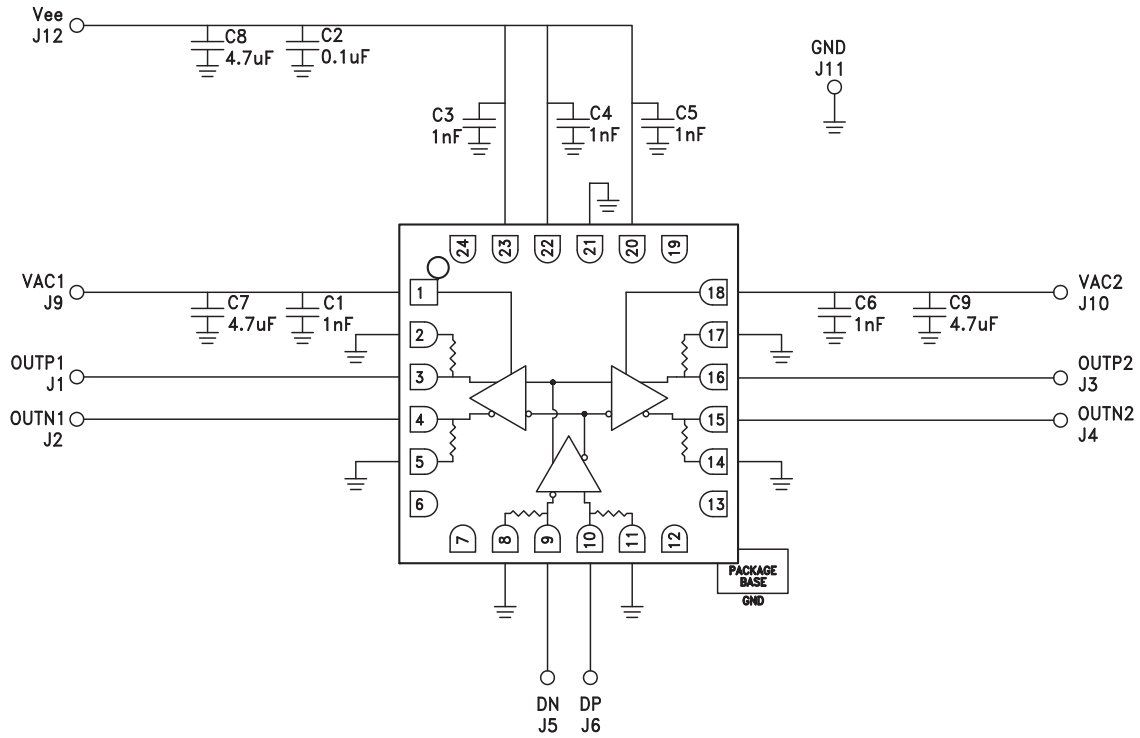 Vee
J12
C8
4.7uF
C2
0.1uF
GND
J11
C3
1nF
C4
1nF
C5
1nF
24
23
22
21
20
19
VAC1
J9
C7
4.7uF
C1
1nF
1
18
C6
1nF
C9
4.7uF
VAC2
J10
2
17
OUTP1
J1
3
16
OUTP2
J3
OUTN1
J2
4
15
OUTN2
J4
5
14
6
13
7
8
9
10
11
12
PACKAGE
BASE
GND
DN
J5
DP
J6